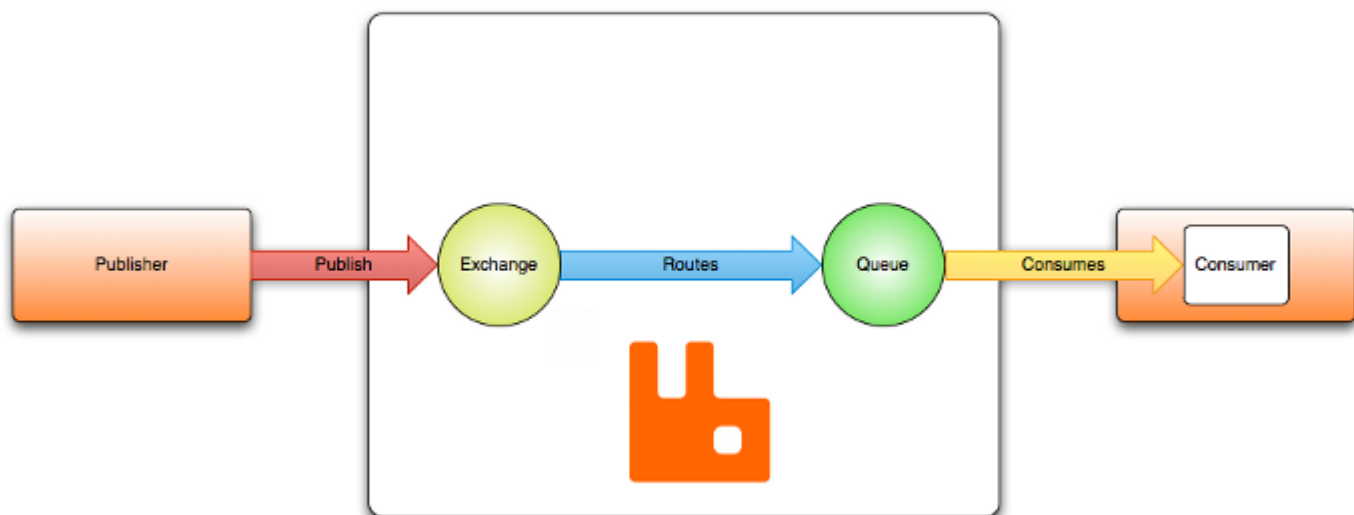 Publisher
Publish
Exchange
Routes
Queue
Consumes
Consumer